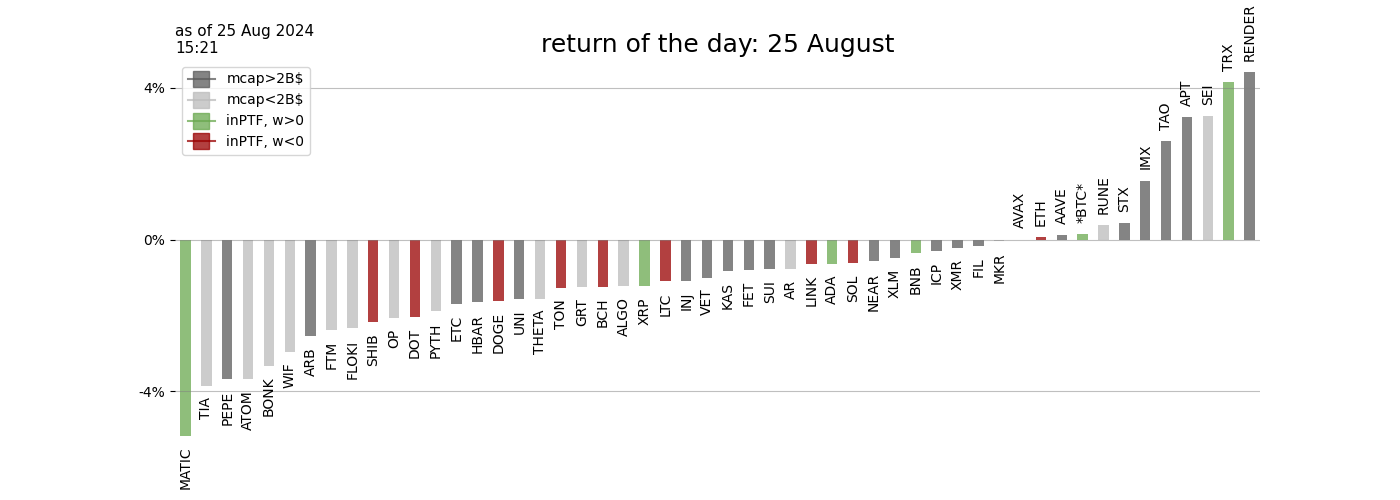 as of 25 Aug 2024
15:21
return of the day: 25 August
mcap>2B$
mcap<2B$
inPTF, w>0
inPTF, w<0
4%
0%
-4%
MATIC
TIA
PEPE
ATOM
BONK
WIF
ARB
FTM
FLOKI
SHIB
OP
DOT
PYTH
ETC
HBAR
DOGE
UNI
THETA
TON
GRT
BCH
ALGO
XRP
LTC
INJ
VET
KAS
FET
SUI
AR
LINK
ADA
SOL
NEAR
XLM
BNB
ICP
XMR
FIL
MKR
AVAX
ETH
AAVE
*BTC*
RUNE
STX
IMX
TAO
APT
SEI
TRX
RENDER